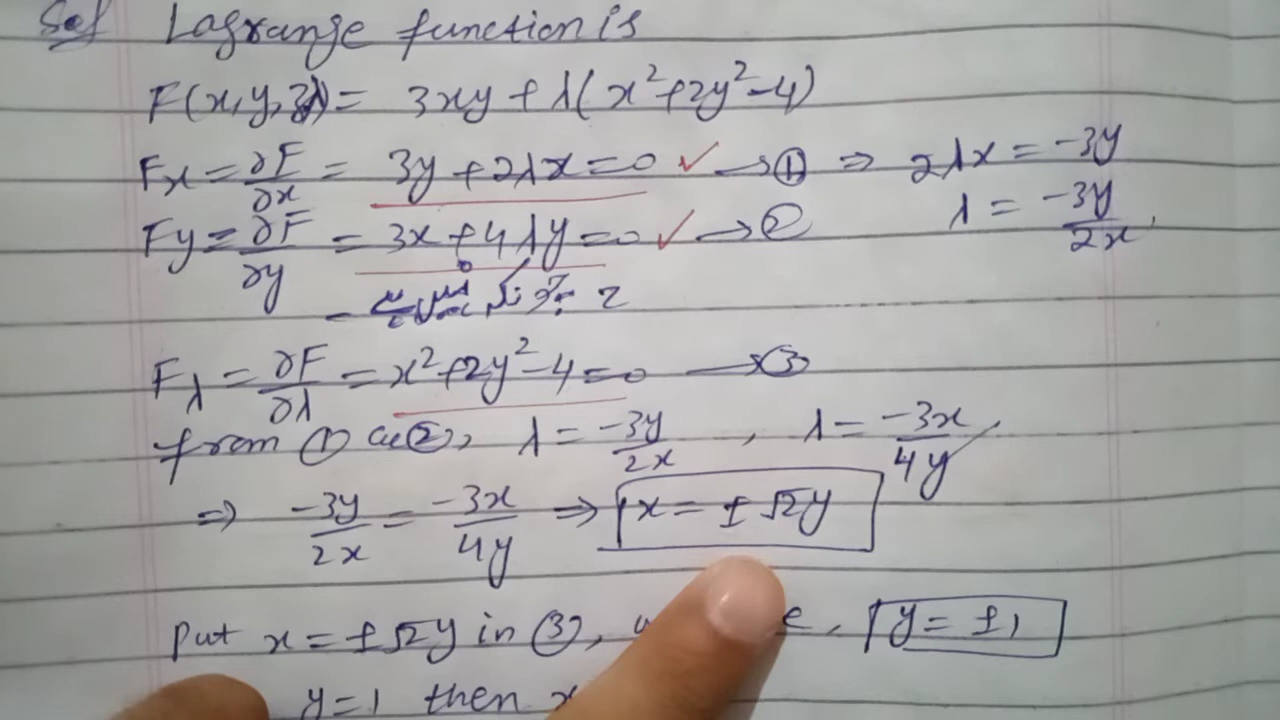 Sol Lagrange function is
F(x,y,λ) = 3xy + λ(x²+2y²-4)
Fx = ∂F/∂x = 3y + 2λx = 0 ✓ → ① ⇒ 2λx = -3y
λ = -3y/2x
Fy = ∂F/∂y = 3x + 4λy = 0 ✓ → ②
Fλ = ∂F/∂λ = x²+2y²-4 = 0 → ③
from ① & ②, λ = -3y/2x , λ = -3x/4y
⇒ -3y/2x = -3x/4y ⇒ x = ±√2y
Put x = ±√2y in ③, y = ±1
y=1 then x